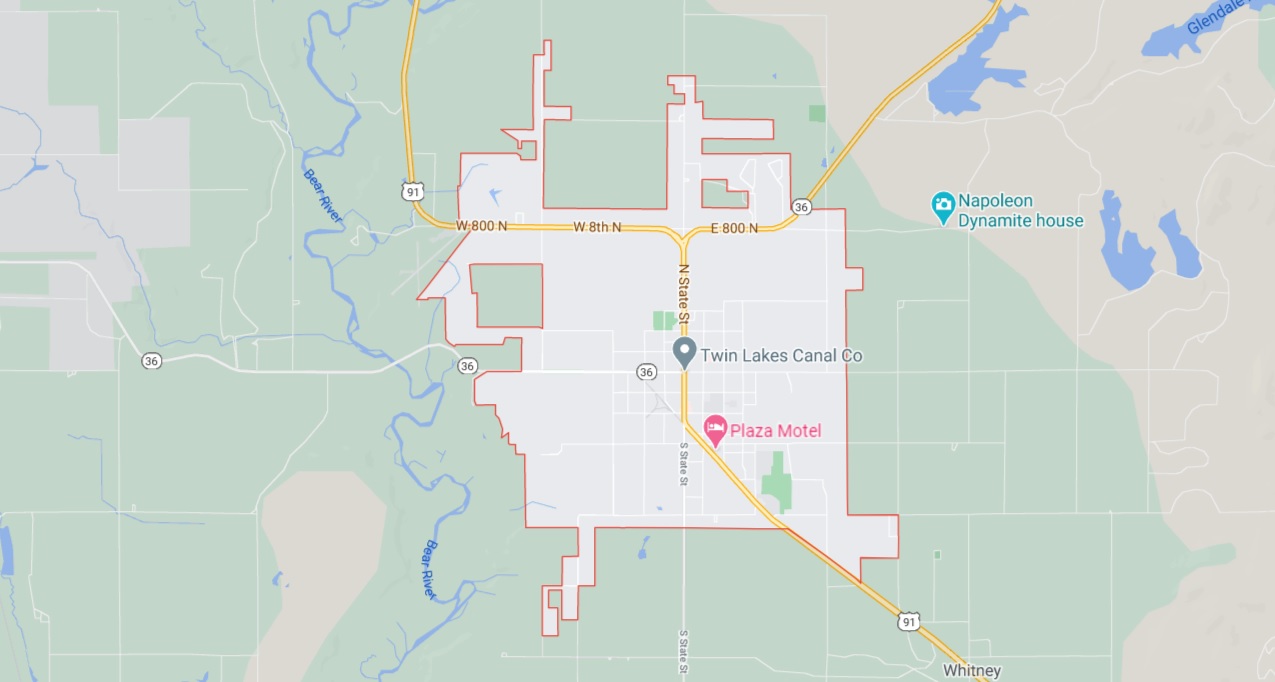 Glendale
91
Bear River
36
Napoleon
Dynamite house
W 800 N
W 8th N
E 800 N
N State St
Twin Lakes Canal Co
36
36
36
Plaza Motel
S State St
Bear River
91
S State St
Whitney